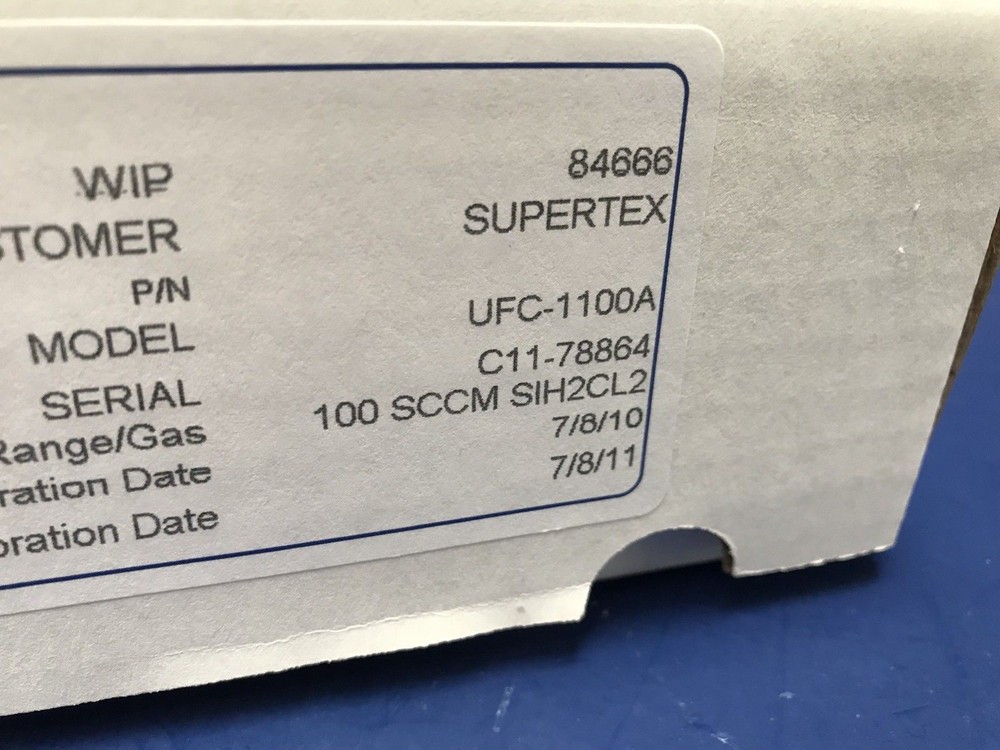 WIP 84666
STOMER SUPERTEX
P/N
MODEL UFC-1100A
SERIAL C11-78864
Range/Gas 100 SCCM SIH2CL2
ration Date 7/8/10
oration Date 7/8/11